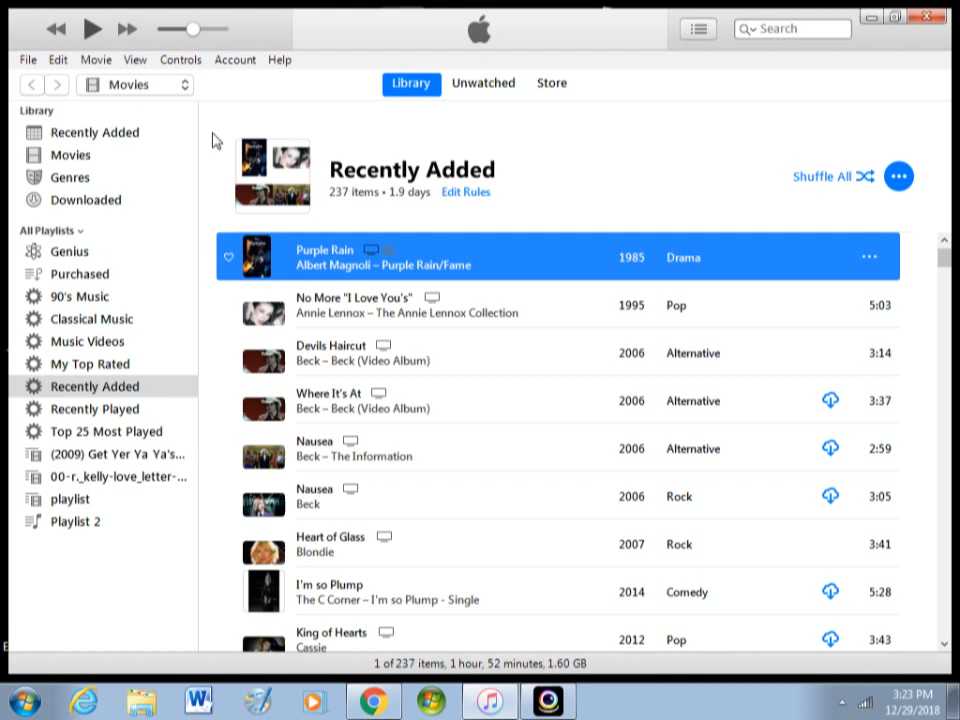 Search
File Edit Movie View Controls Account Help
Movies
Library Unwatched Store
Library
Recently Added
Movies
Genres
Downloaded
All Playlists
Genius
Purchased
90's Music
Classical Music
Music Videos
My Top Rated
Recently Added
Recently Played
Top 25 Most Played
(2009) Get Yer Ya Ya's...
00-r._kelly-love_letter-...
playlist
Playlist 2
Recently Added
237 items • 1.9 days Edit Rules
Shuffle All
Purple Rain
Albert Magnoli – Purple Rain/Fame
1985 Drama
No More "I Love You's"
Annie Lennox – The Annie Lennox Collection
1995 Pop 5:03
Devils Haircut
Beck – Beck (Video Album)
2006 Alternative 3:14
Where It's At
Beck – Beck (Video Album)
2006 Alternative 3:37
Nausea
Beck – The Information
2006 Alternative 2:59
Nausea
Beck
2006 Rock 3:05
Heart of Glass
Blondie
2007 Rock 3:41
I'm so Plump
The C Corner – I'm so Plump - Single
2014 Comedy 5:28
King of Hearts
Cassie
2012 Pop 3:43
1 of 237 items, 1 hour, 52 minutes, 1.60 GB
3:23 PM
12/29/2018